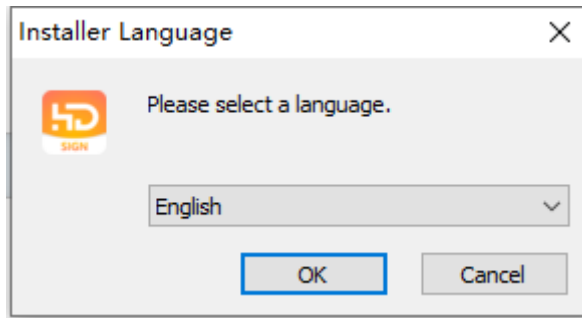 Installer Language
Please select a language.
HD
SIGN
English
OK
Cancel